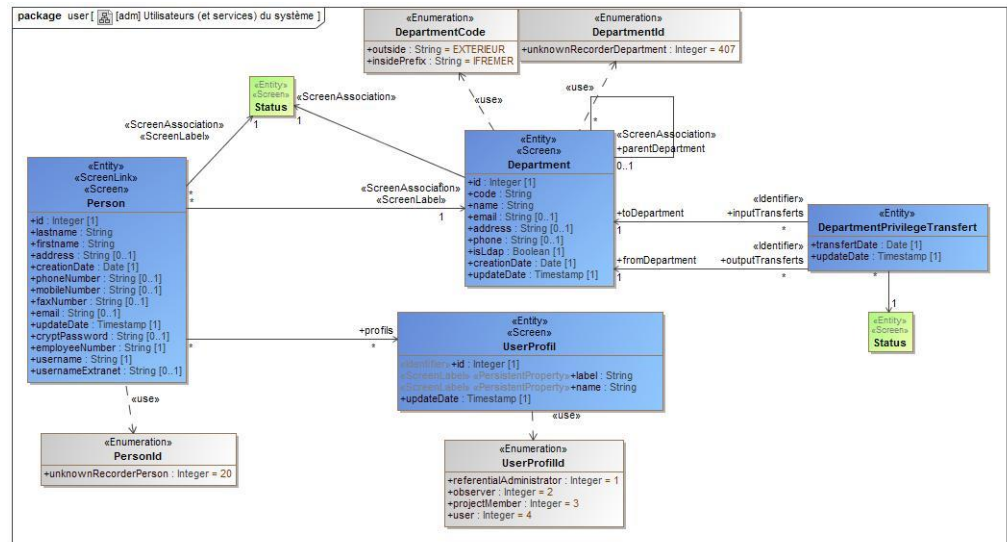 package user [ [adm] Utilisateurs (et services) du système ]
«Enumeration»
DepartmentCode
+outside : String = EXTERIEUR
+insidePrefix : String = IFREMER
«Enumeration»
DepartmentId
+unknownRecorderDepartment : Integer = 407
«use»
«use»
«Entity»
«Screen»
Status
«ScreenAssociation»
1
1
«ScreenAssociation»
«ScreenLabel»
*
«ScreenAssociation»
+parentDepartment
0..1
«Entity»
«ScreenLink»
«Screen»
Person
+id : Integer [1]
+lastname : String
+firstname : String
+address : String [0..1]
+creationDate : Date [1]
+phoneNumber : String [0..1]
+mobileNumber : String [0..1]
+faxNumber : String [0..1]
+email : String [0..1]
+updateDate : Timestamp [1]
+cryptPassword : String [0..1]
+employeeNumber : String [1]
+username : String [1]
+usernameExtranet : String [0..1]
*
*
«ScreenAssociation»
*
«ScreenLabel»
1
«Entity»
«Screen»
Department
+id : Integer [1]
+code : String
+name : String
+email : String [0..1]
+address : String [0..1]
+phone : String [0..1]
+isLdap : Boolean [1]
+creationDate : Date [1]
+updateDate : Timestamp [1]
«Identifier»
+toDepartment
+inputTransferts
1
*
«Identifier»
+fromDepartment
+outputTransferts
1
*
«Entity»
DepartmentPrivilegeTransfert
+transfertDate : Date [1]
+updateDate : Timestamp [1]
*
1
«Entity»
«Screen»
Status
+profils
*
*
«Entity»
«Screen»
UserProfil
«Identifier»+id : Integer [1]
«ScreenLabel» «PersistentProperty»+label : String
«ScreenLabel» «PersistentProperty»+name : String
+updateDate : Timestamp [1]
«use»
«use»
«Enumeration»
PersonId
+unknownRecorderPerson : Integer = 20
«Enumeration»
UserProfilId
+referentialAdministrator : Integer = 1
+observer : Integer = 2
+projectMember : Integer = 3
+user : Integer = 4